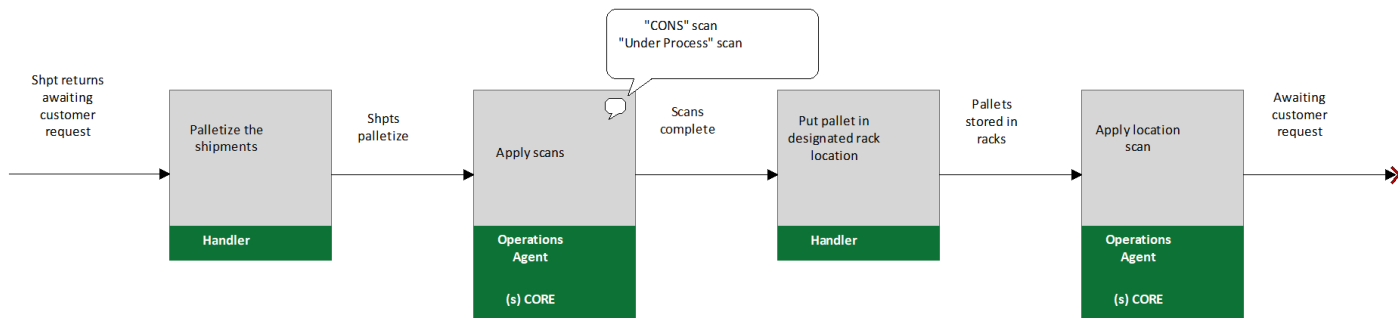 "CONS" scan
"Under Process" scan
Shpt returns
awaiting
customer
request
Palletize the
shipments
Handler
Shpts
palletize
Apply scans
Operations
Agent
(s) CORE
Scans
complete
Put pallet in
designated rack
location
Handler
Pallets
stored in
racks
Apply location
scan
Operations
Agent
(s) CORE
Awaiting
customer
request